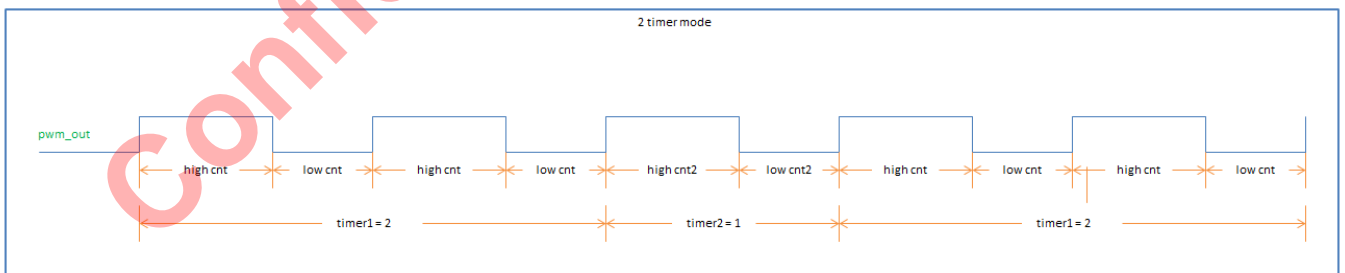 2 timer mode
pwm_out
high cnt low cnt high cnt low cnt high cnt2 low cnt2 high cnt low cnt high cnt low cnt
timer1 = 2 timer2 = 1 timer1 = 2
Confi